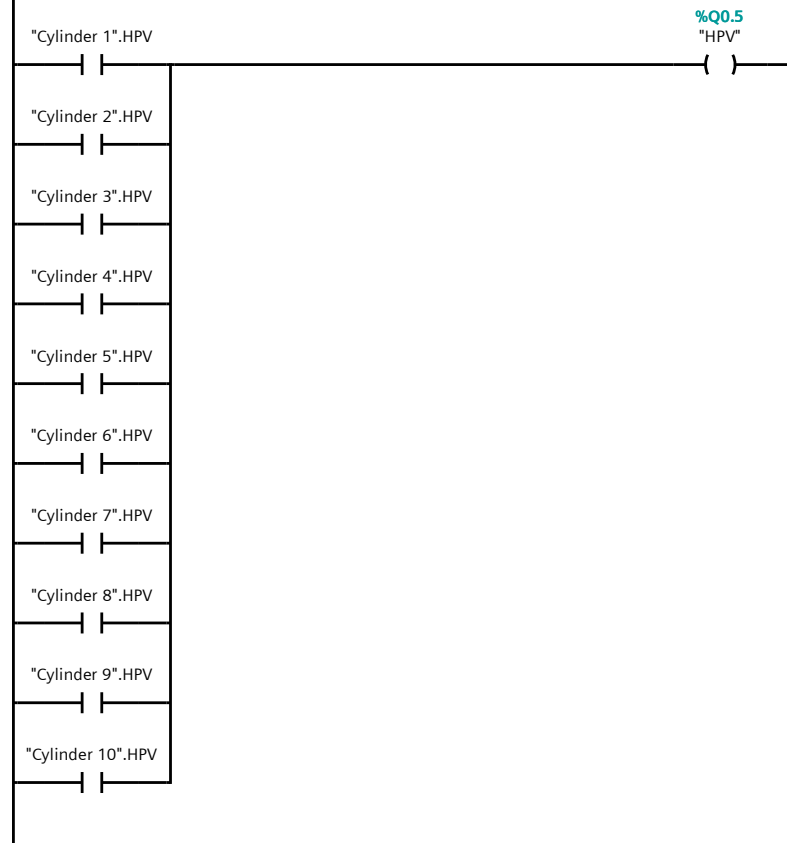 %Q0.5
"Cylinder 1".HPV
"HPV"
"Cylinder 2".HPV
"Cylinder 3".HPV
"Cylinder 4".HPV
"Cylinder 5".HPV
"Cylinder 6".HPV
"Cylinder 7".HPV
"Cylinder 8".HPV
"Cylinder 9".HPV
"Cylinder 10".HPV